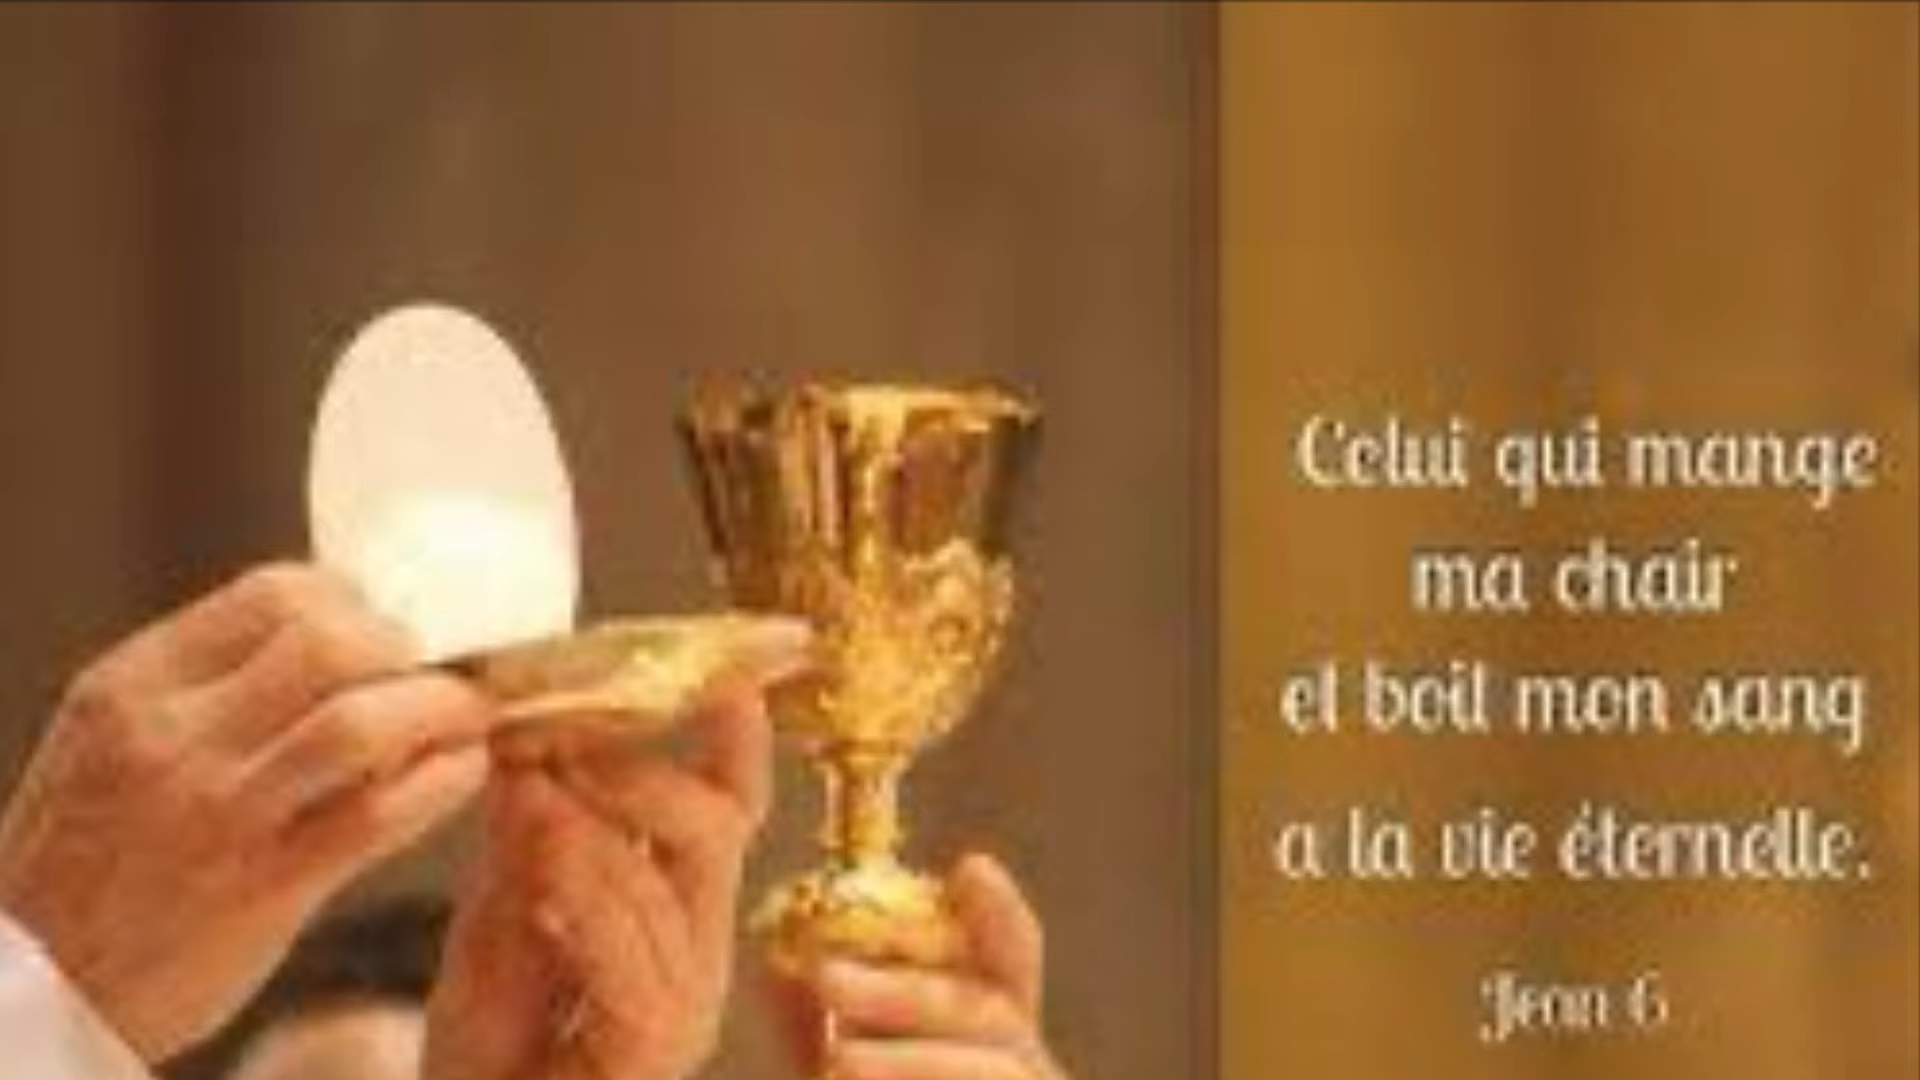 Celui qui mange
ma chair
et boit mon sang
a la vie éternelle.
Jean 6